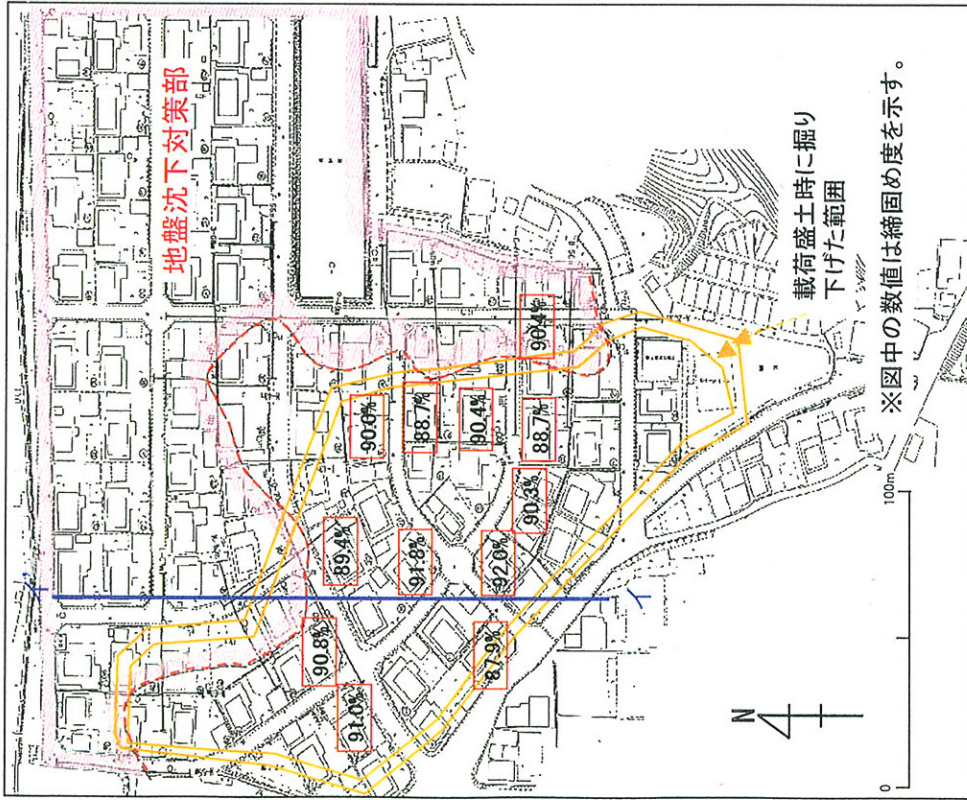 地盤沈下対策部
90.4%
90.0%
88.7%
90.4%
88.7%
90.3%
89.4%
91.8%
92.0%
90.8%
91.0%
87.9%
載荷盛土時に掘り
下げた範囲
※図中の数値は締固め度を示す。
イ
イ
N
0
100m